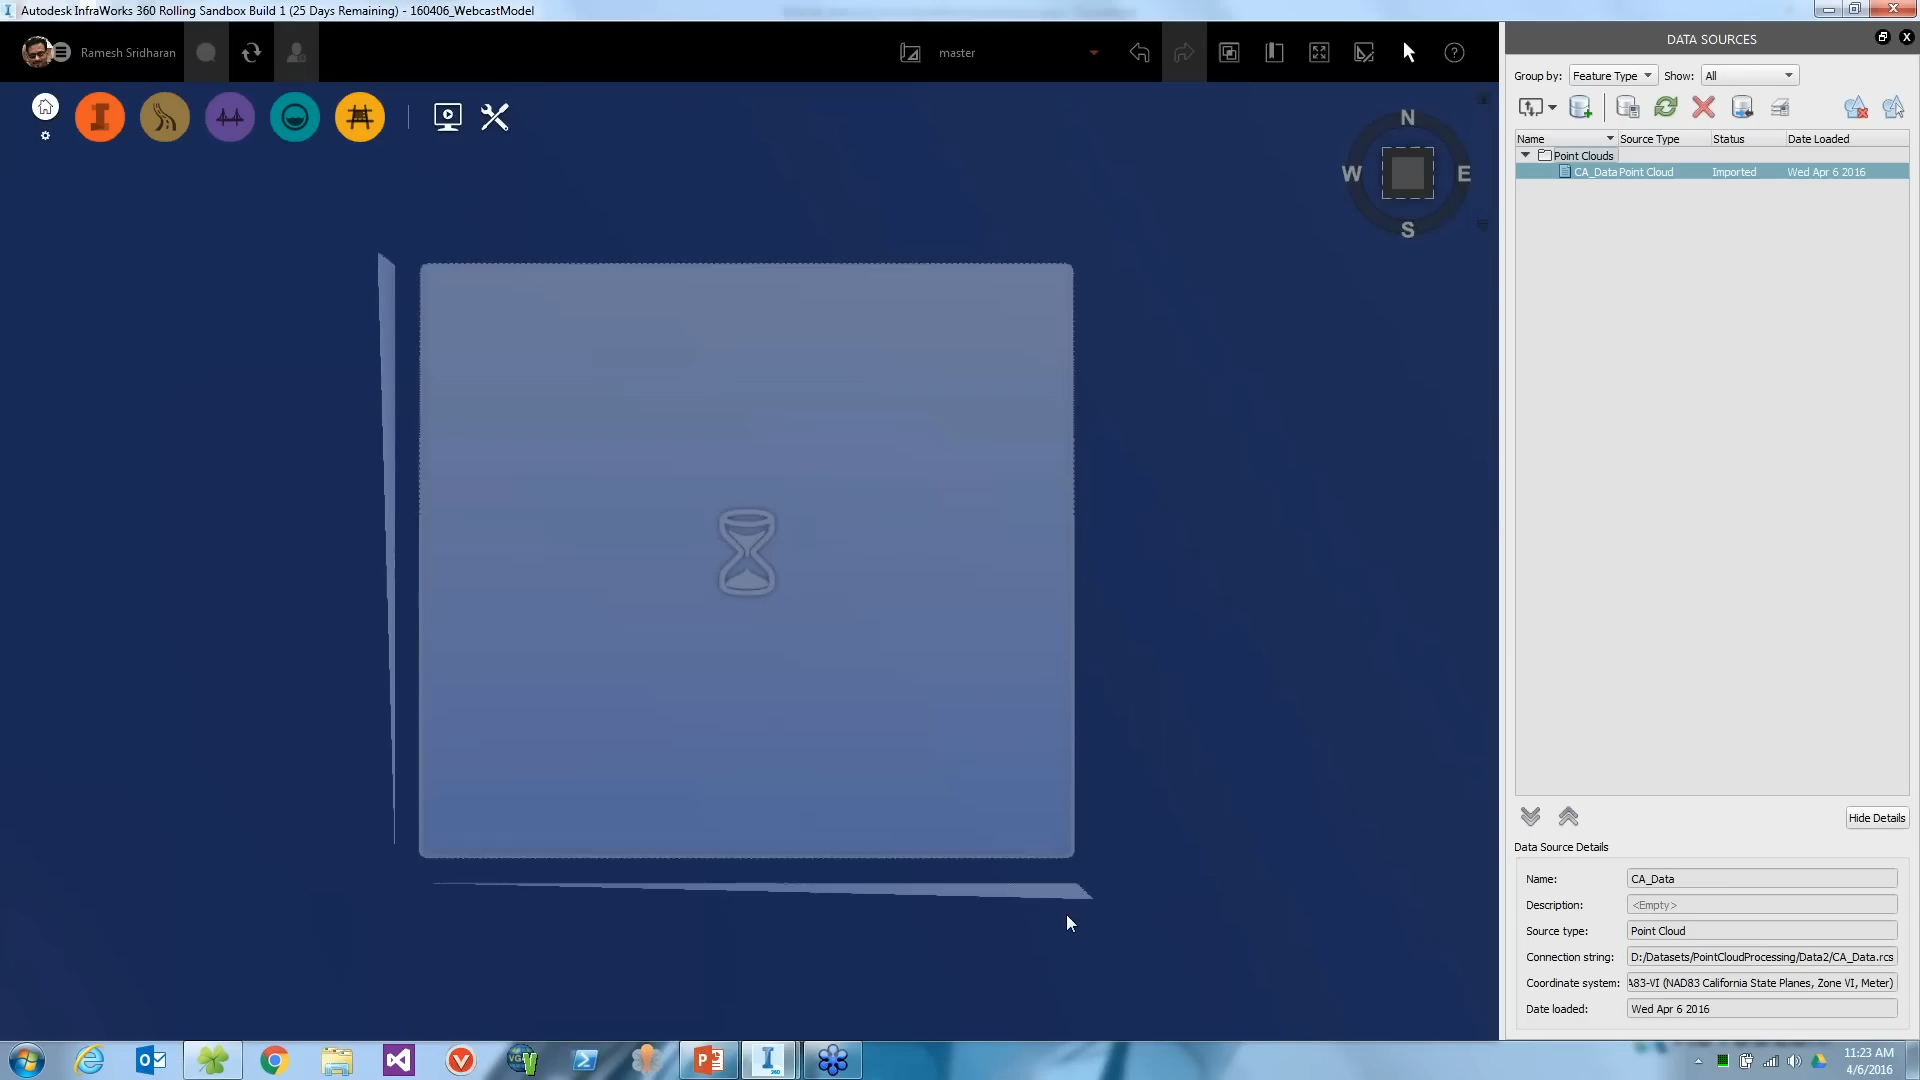 Autodesk InfraWorks 360 Rolling Sandbox Build 1 (25 Days Remaining) - 160406_WebcastModel
Ramesh Sridharan
master
DATA SOURCES
Group by: Feature Type Show: All
Name Source Type Status Date Loaded
Point Clouds
CA_Data Point Cloud Imported Wed Apr 6 2016
N
W E
S
Hide Details
Data Source Details
Name: CA_Data
Description: <Empty>
Source type: Point Cloud
Connection string: D:/Datasets/PointCloudProcessing/Data2/CA_Data.rcs
Coordinate system: A83-VI (NAD83 California State Planes, Zone VI, Meter)
Date loaded: Wed Apr 6 2016
11:23 AM
4/6/2016